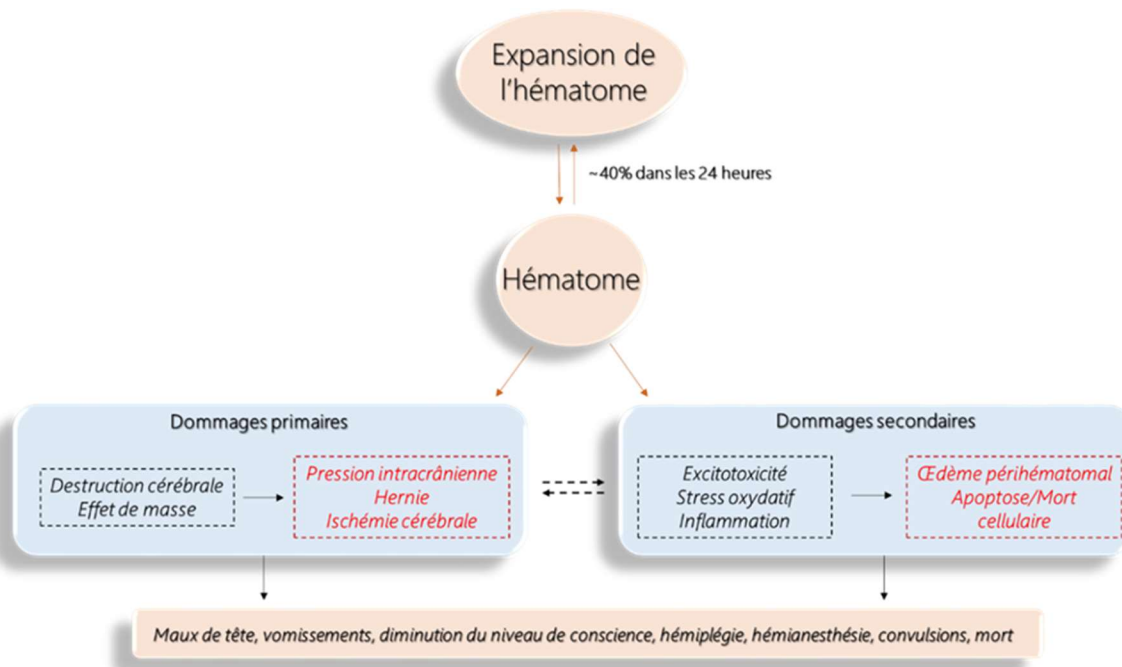 Expansion de
l'hématome
~40% dans les 24 heures
Hématome
Dommages primaires
Destruction cérébrale
Effet de masse
Pression intracrânienne
Hernie
Ischémie cérébrale
Dommages secondaires
Excitotoxicité
Stress oxydatif
Inflammation
Œdème périhématomal
Apoptose/Mort
cellulaire
Maux de tête, vomissements, diminution du niveau de conscience, hémiplégie, hémianesthésie, convulsions, mort